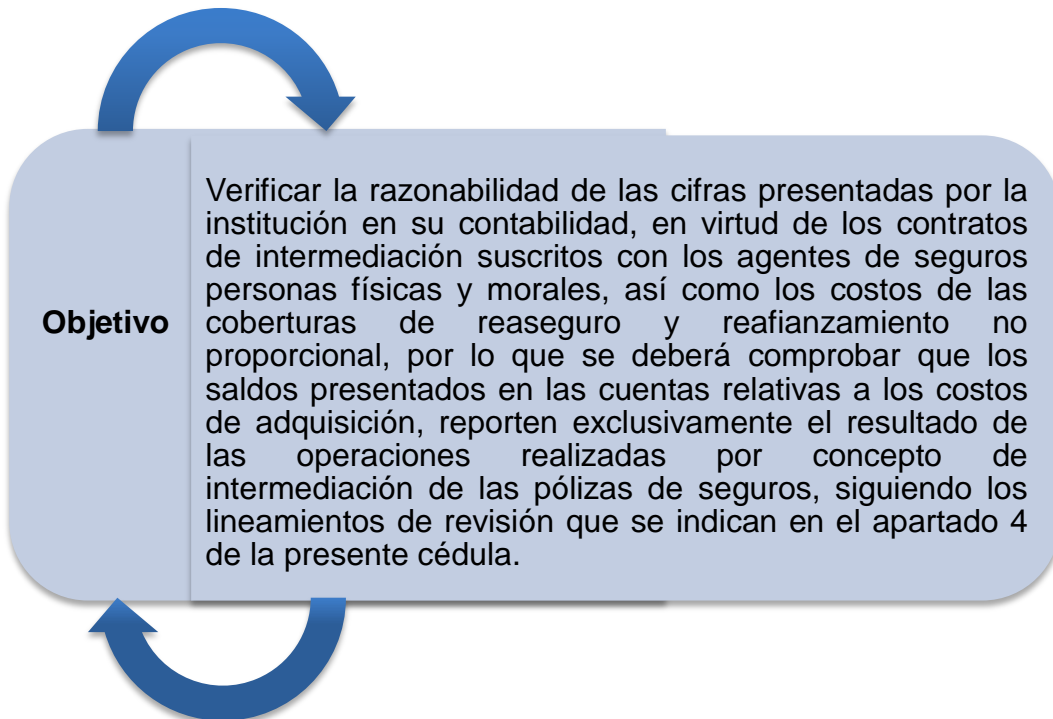 Objetivo
Verificar la razonabilidad de las cifras presentadas por la
institución en su contabilidad, en virtud de los contratos
de intermediación suscritos con los agentes de seguros
personas físicas y morales, así como los costos de las
coberturas de reaseguro y reafianzamiento no
proporcional, por lo que se deberá comprobar que los
saldos presentados en las cuentas relativas a los costos
de adquisición, reporten exclusivamente el resultado de
las operaciones realizadas por concepto de
intermediación de las pólizas de seguros, siguiendo los
lineamientos de revisión que se indican en el apartado 4
de la presente cédula.